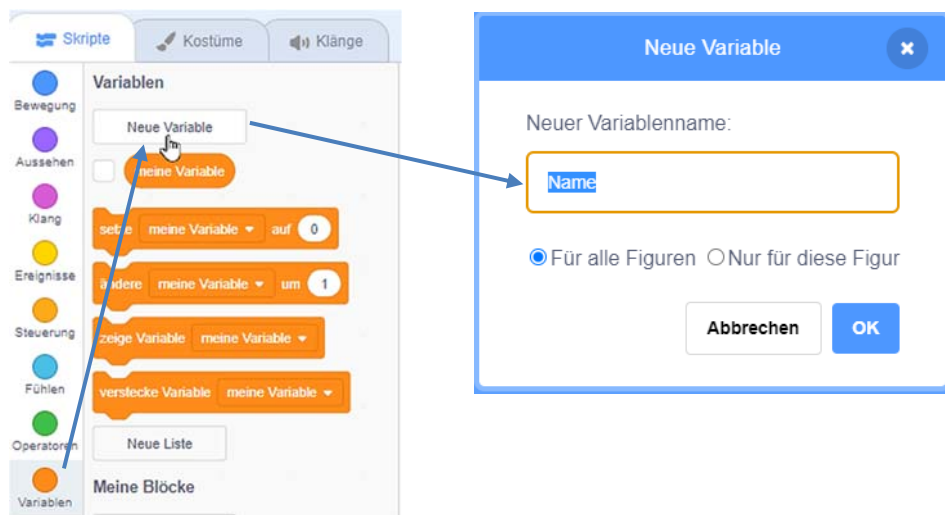 Skripte
Kostüme
Klänge
Bewegung
Aussehen
Klang
Ereignisse
Steuerung
Fühlen
Operatoren
Variablen
Variablen
Neue Variable
meine Variable
setze meine Variable auf 0
ändere meine Variable um 1
zeige Variable meine Variable
verstecke Variable meine Variable
Neue Liste
Meine Blöcke
Neue Variable
Neuer Variablenname:
Name
Für alle Figuren Nur für diese Figur
Abbrechen OK